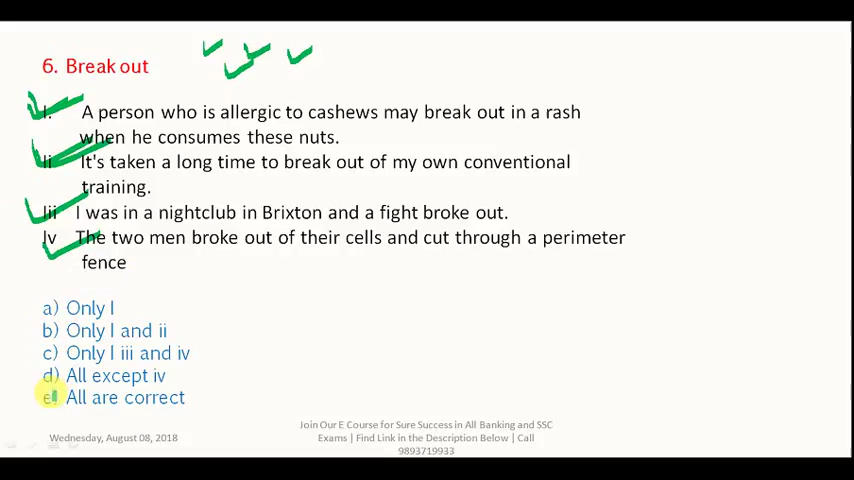 6. Break out
I. A person who is allergic to cashews may break out in a rash
when he consumes these nuts.
Ii It's taken a long time to break out of my own conventional
training.
Iii I was in a nightclub in Brixton and a fight broke out.
Iv The two men broke out of their cells and cut through a perimeter
fence
a) Only I
b) Only I and ii
c) Only I iii and iv
d) All except iv
e) All are correct
Join Our E Course for Sure Success in All Banking and SSC
Wednesday, August 08, 2018 Exams | Find Link in the Description Below | Call
9893719933